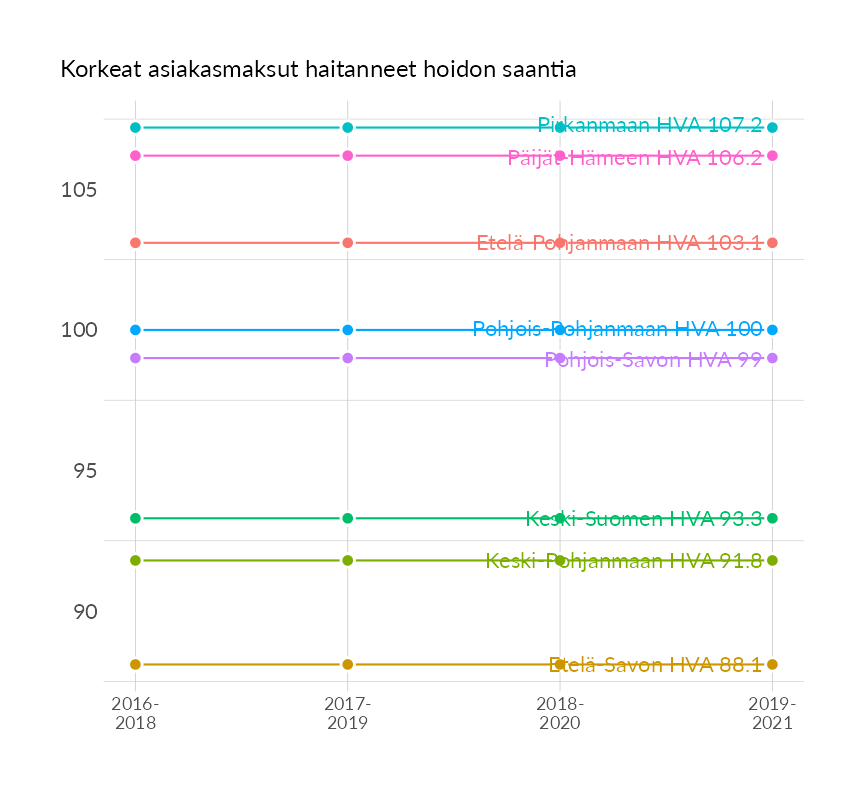 Korkeat asiakasmaksut haitanneet hoidon saantia
Pirkanmaan HVA 107.2
Päijät-Hämeen HVA 106.2
105
Etelä-Pohjanmaan HVA 103.1
100
Pohjois-Pohjanmaan HVA 100
Pohjois-Savon HVA 99
95
Keski-Suomen HVA 93.3
Keski-Pohjanmaan HVA 91.8
90
Etelä-Savon HVA 88.1
2016-
2018
2017-
2019
2018-
2020
2019-
2021